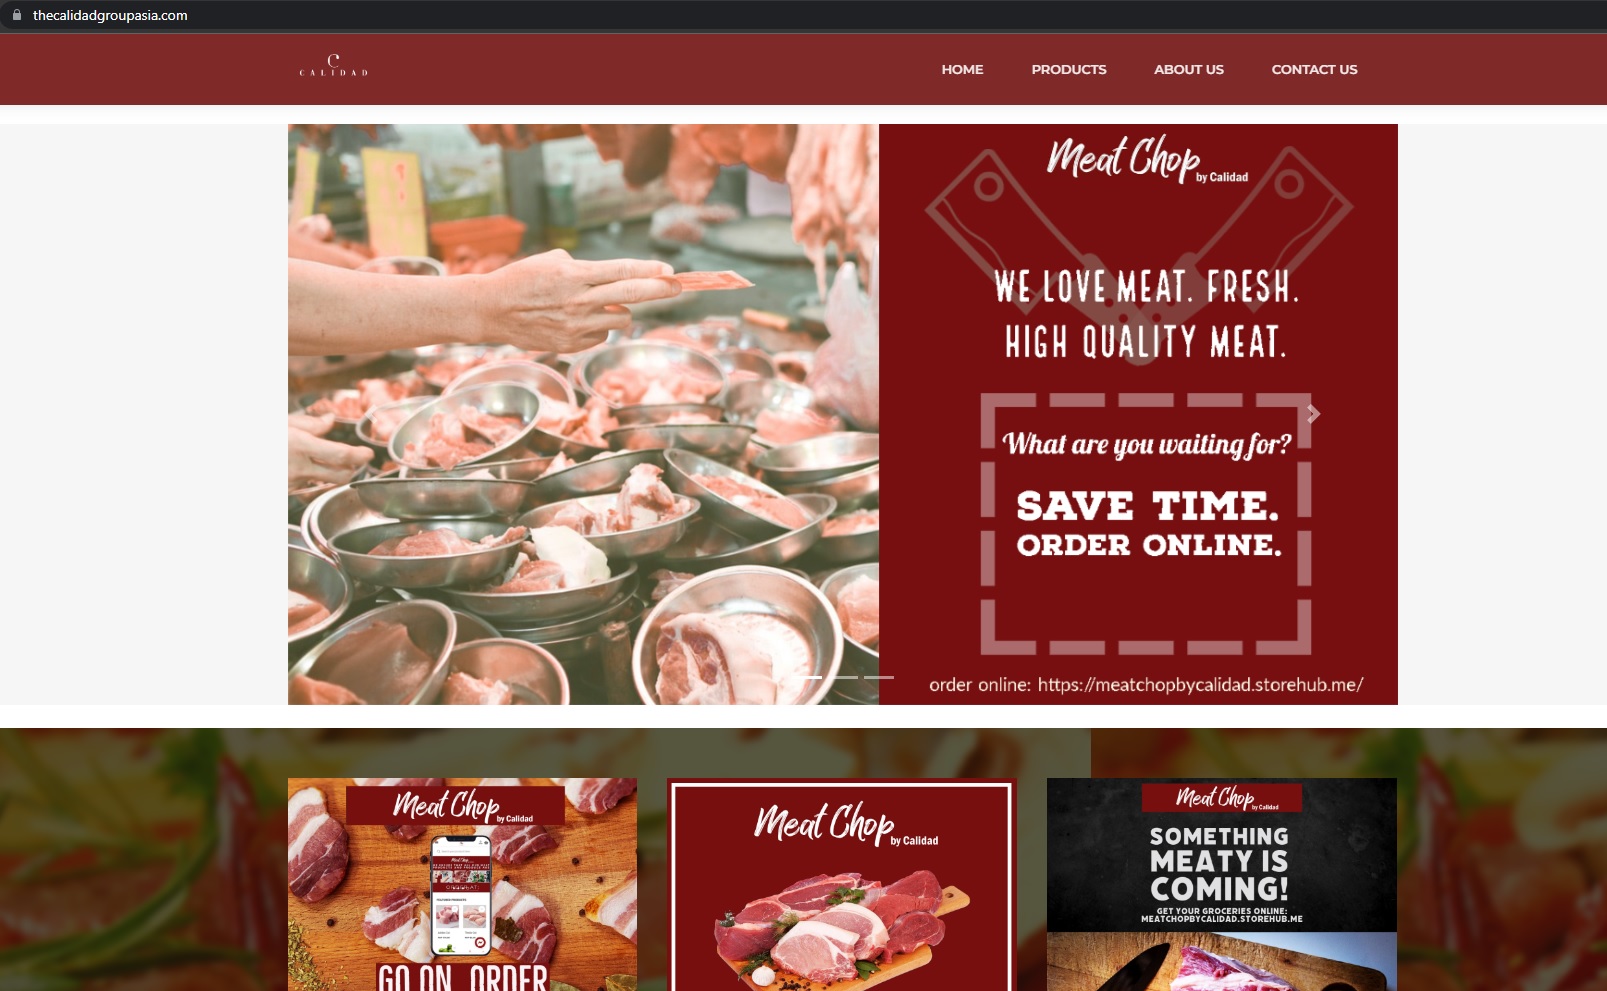 thecalidadgroupasia.com
C
CALIDAD
HOME PRODUCTS ABOUT US CONTACT US
Meat Chop
by Calidad
WE LOVE MEAT. FRESH.
HIGH QUALITY MEAT.
What are you waiting for?
SAVE TIME.
ORDER ONLINE.
order online: https://meatchopbycalidad.storehub.me/
Meat Chop
by Calidad
GO ON, ORDER
Meat Chop
by Calidad
Meat Chop
by Calidad
SOMETHING
MEATY IS
COMING!
GET YOUR GROCERIES ONLINE:
MEATCHOPBYCALIDAD.STOREHUB.ME